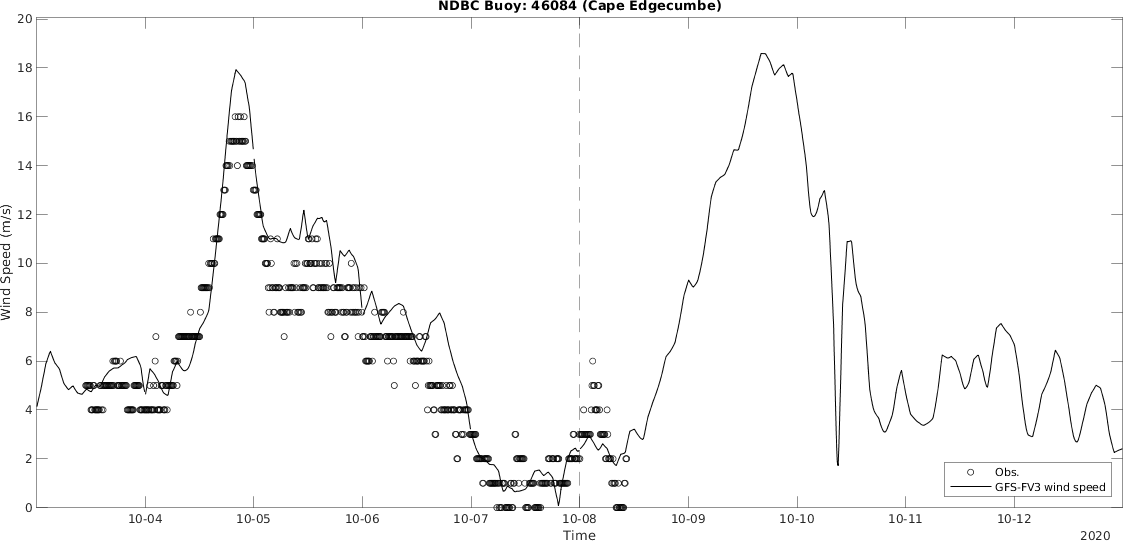 NDBC Buoy: 46084 (Cape Edgecumbe)
20
18
16
14
12
10
8
6
4
2
0
Wind Speed (m/s)
Obs.
GFS-FV3 wind speed
10-04 10-05 10-06 10-07 10-08 10-09 10-10 10-11 10-12
Time
2020